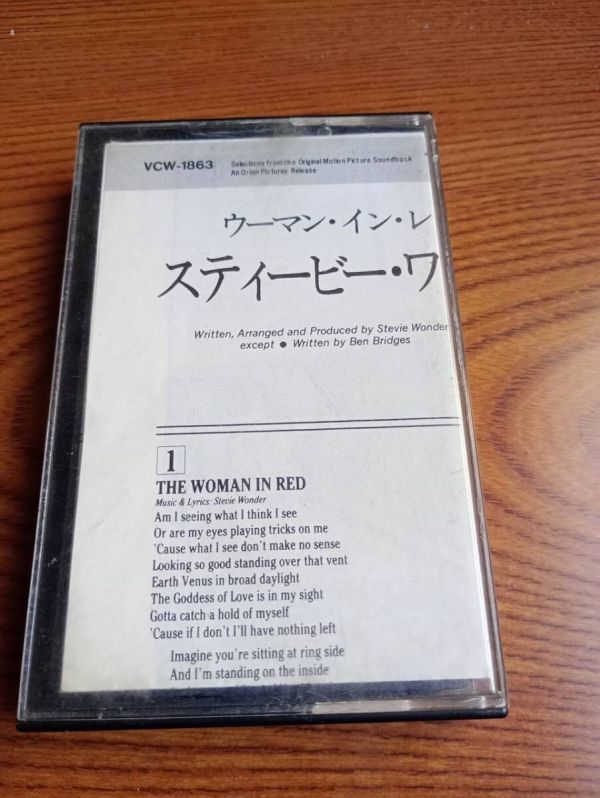 VCW-1863
Selections from the Original Motion Picture Soundtrack
An Orion Pictures Release
ウーマン・イン・レ
スティービー・ワ
Written, Arranged and Produced by Stevie Wonder
except ● Written by Ben Bridges
1
THE WOMAN IN RED
Music & Lyrics: Stevie Wonder
Am I seeing what I think I see
Or are my eyes playing tricks on me
'Cause what I see don't make no sense
Looking so good standing over that vent
Earth Venus in broad daylight
The Goddess of Love is in my sight
Gotta catch a hold of myself
'Cause if I don't I'll have nothing left
Imagine you're sitting at ring side
And I'm standing on the inside